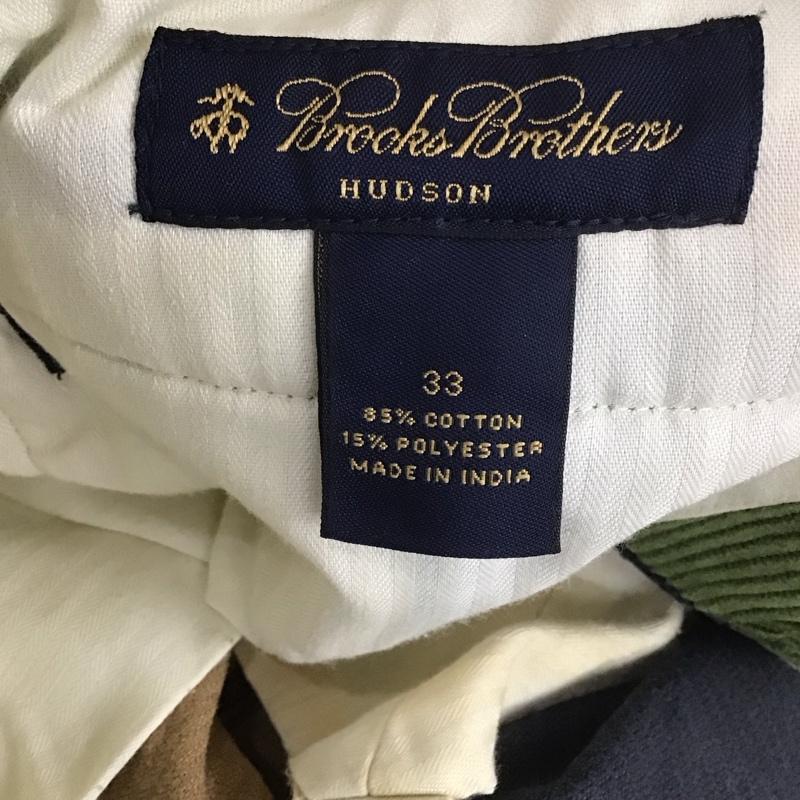 Brooks Brothers
HUDSON
33
85% COTTON
15% POLYESTER
MADE IN INDIA